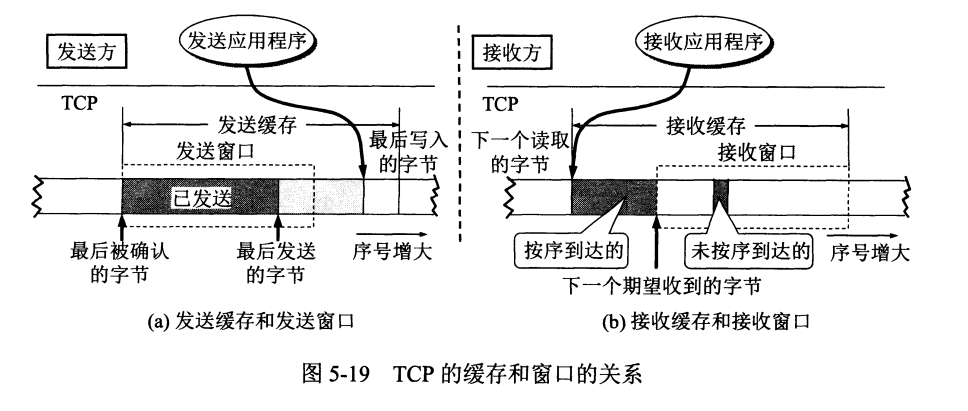 发送方
发送应用程序
TCP
发送缓存
发送窗口
最后写入
的字节
已发送
最后被确认
的字节
最后发送
的字节
序号增大
(a) 发送缓存和发送窗口
接收方
接收应用程序
TCP
接收缓存
下一个读取
的字节
接收窗口
按序到达的
未按序到达的
序号增大
下一个期望收到的字节
(b) 接收缓存和接收窗口
图 5-19 TCP 的缓存和窗口的关系